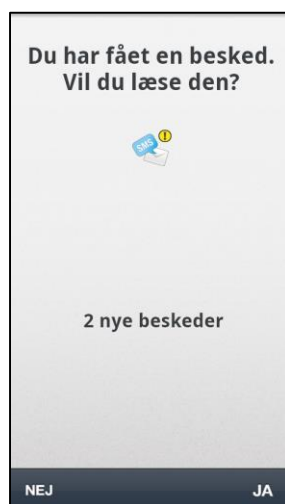 Du har fået en besked.
Vil du læse den?
SMS
!
2 nye beskeder
NEJ JA